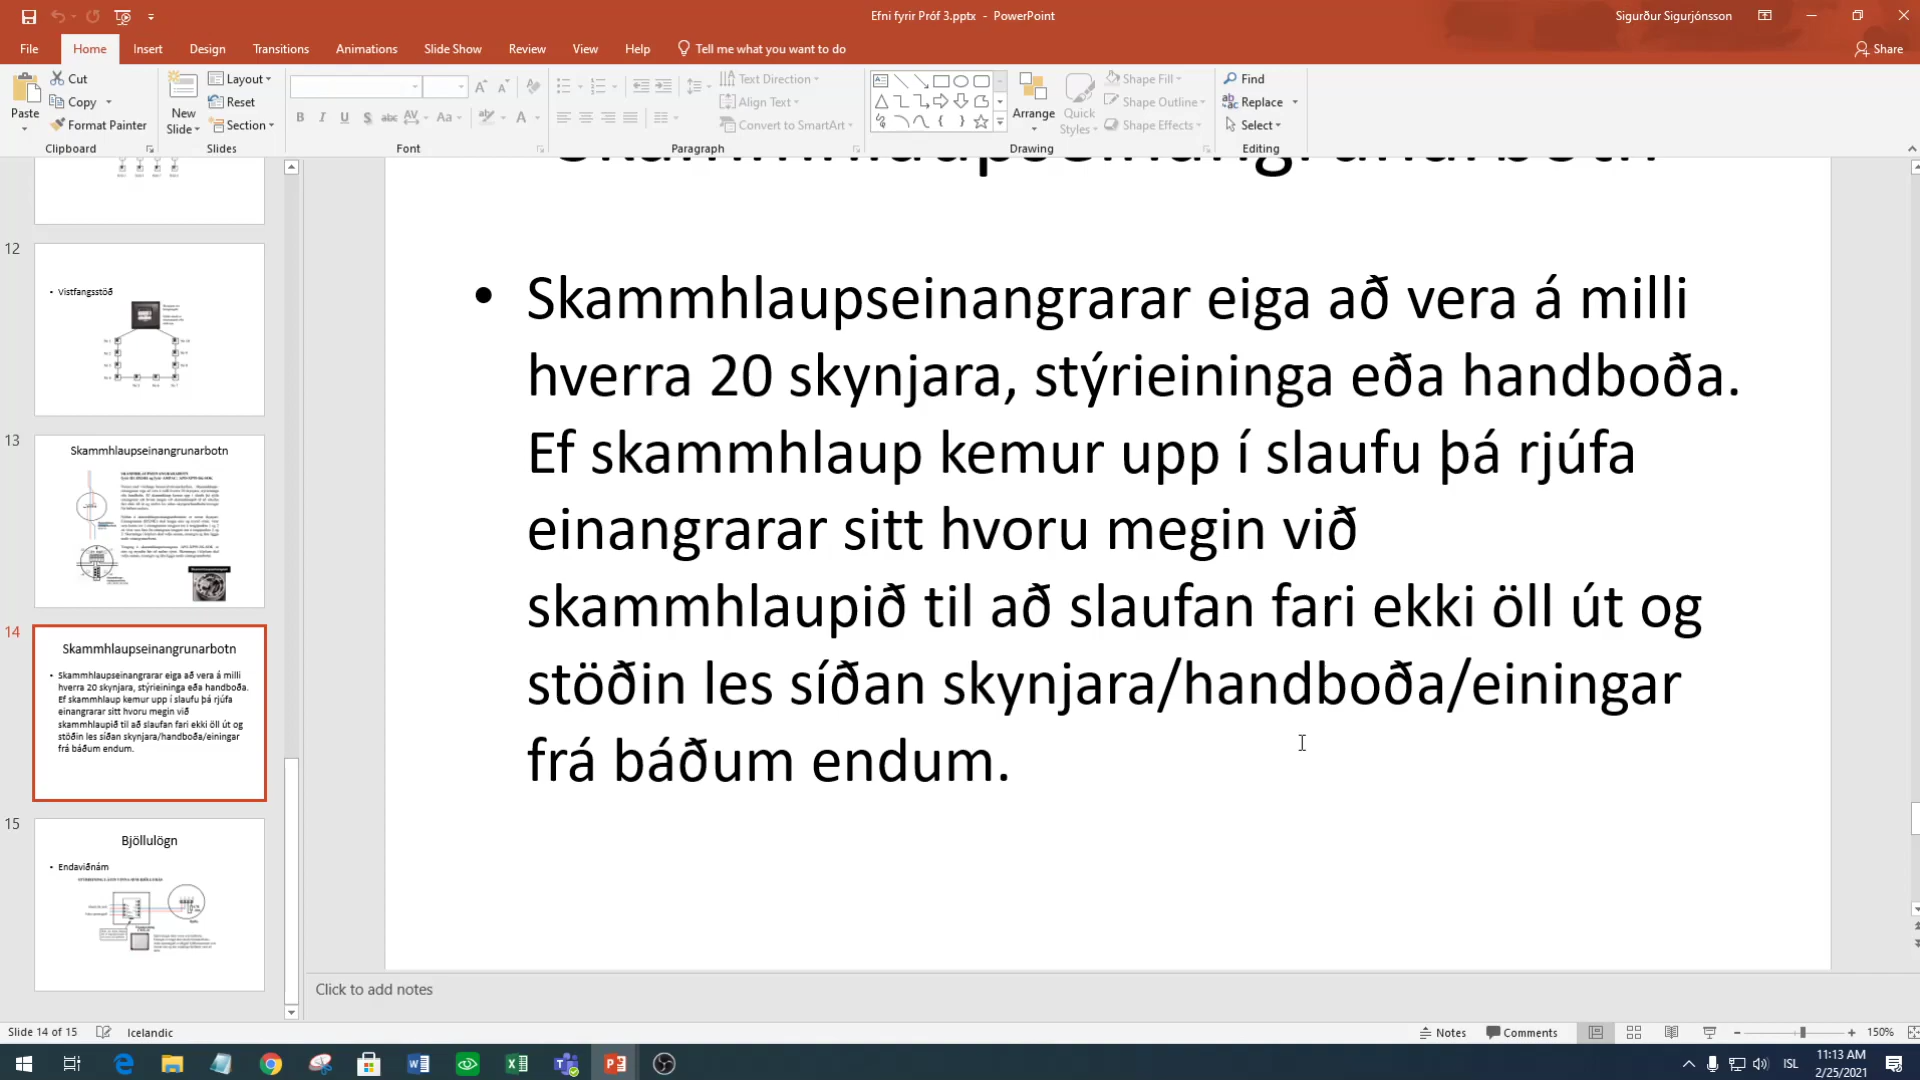 Efni fyrir Próf 3.pptx - PowerPoint
Sigurður Sigurjónsson
File Home Insert Design Transitions Animations Slide Show Review View Help Tell me what you want to do
Share
Paste
Cut
Copy
Format Painter
Clipboard
New Slide
Layout
Reset
Section
Slides
Font
Text Direction
Align Text
Convert to SmartArt
Paragraph
Arrange
Quick Styles
Shape Fill
Shape Outline
Shape Effects
Drawing
Find
Replace
Select
Editing
12
• Vistfangsstöð
13
Skammhlaupseinangrunarbotn
14
Skammhlaupseinangrunarbotn
• Skammhlaupseinangrarar eiga að vera á milli
hverra 20 skynjara, stýrieininga eða handboða.
Ef skammhlaup kemur upp í slaufu þá rjúfa
einangrarar sitt hvoru megin við
skammhlaupið til að slaufan fari ekki öll út og
stöðin les síðan skynjara/handboða/einingar
frá báðum endum.
15
Bjöllulögn
• Endaviðnám
Skammhlaupseinangrunarbotn
• Skammhlaupseinangrarar eiga að vera á milli
hverra 20 skynjara, stýrieininga eða handboða.
Ef skammhlaup kemur upp í slaufu þá rjúfa
einangrarar sitt hvoru megin við
skammhlaupið til að slaufan fari ekki öll út og
stöðin les síðan skynjara/handboða/einingar
frá báðum endum.
Click to add notes
Slide 14 of 15 Icelandic
Notes Comments 150%
ISL
11:13 AM
2/25/2021